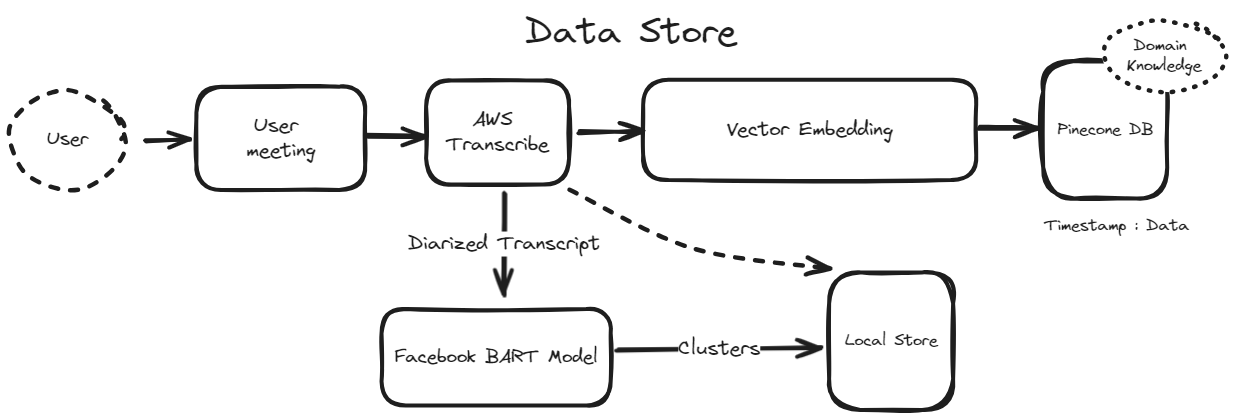 Data Store
Domain
Knowledge
User
User
meeting
AWS
Transcribe
Vector Embedding
Pinecone DB
Timestamp : Data
Diarized Transcript
Facebook BART Model
Clusters
Local Store